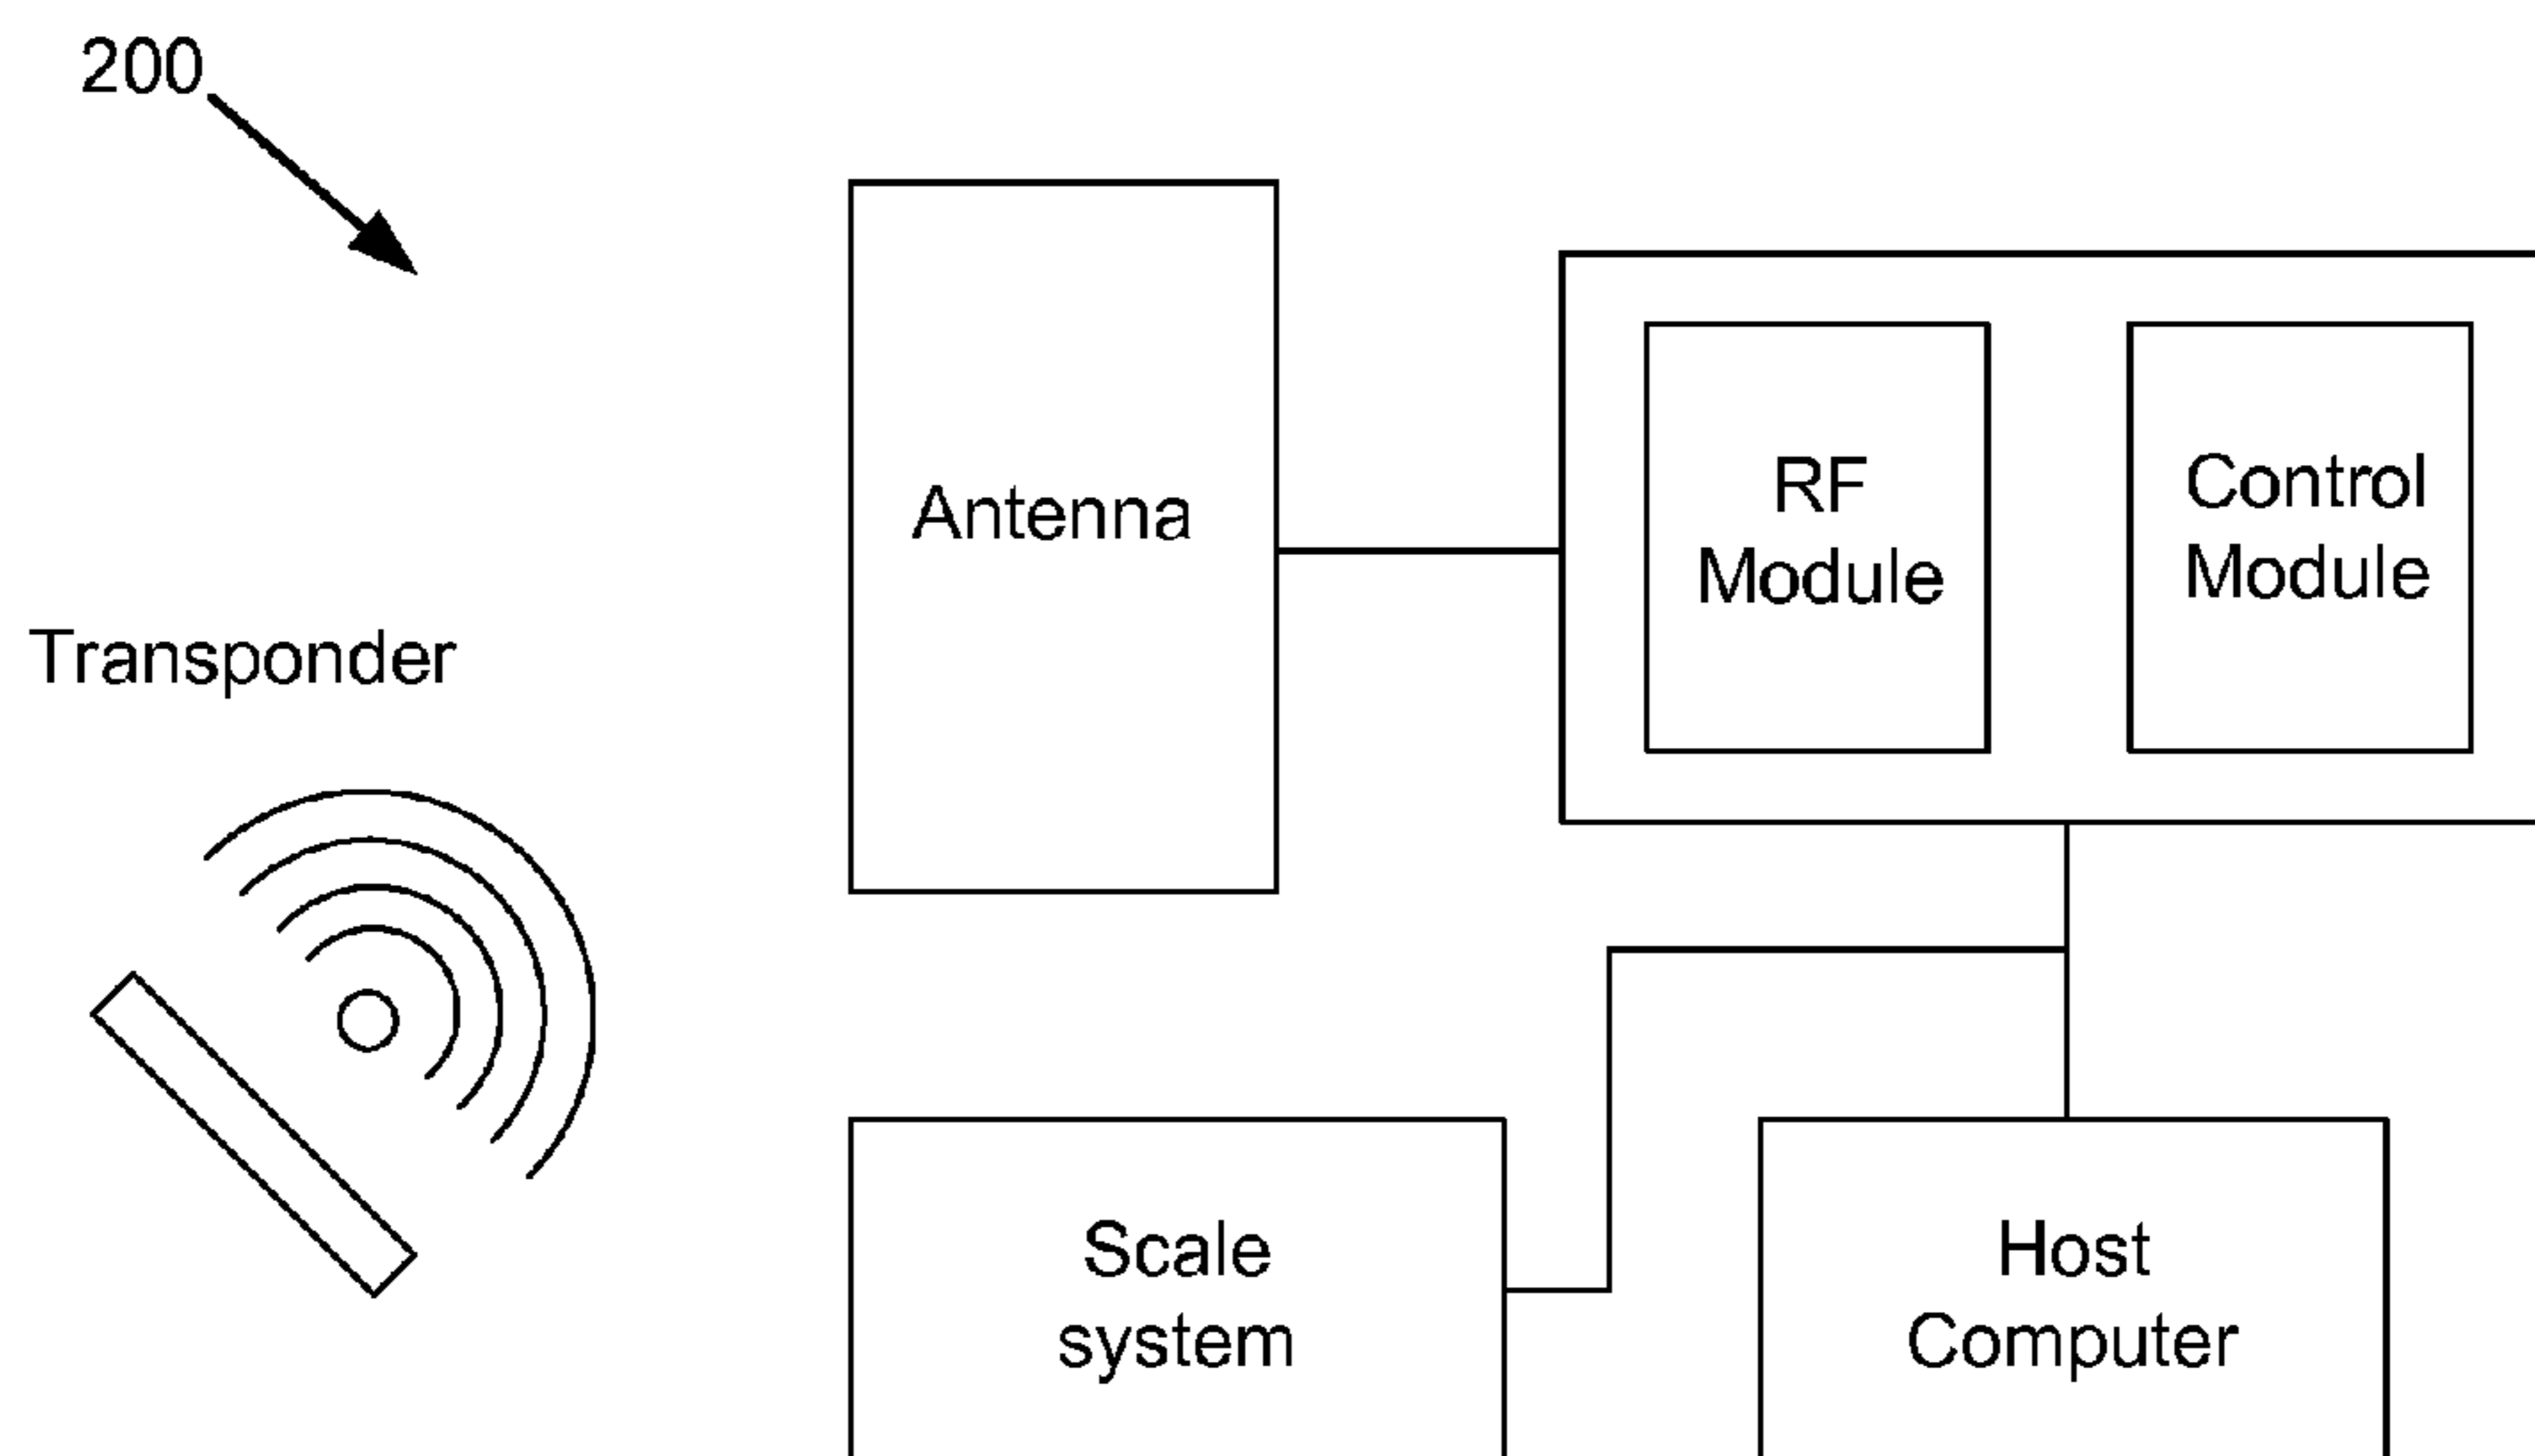 200
Antenna
RF
Module
Control
Module
Transponder
Scale
system
Host
Computer